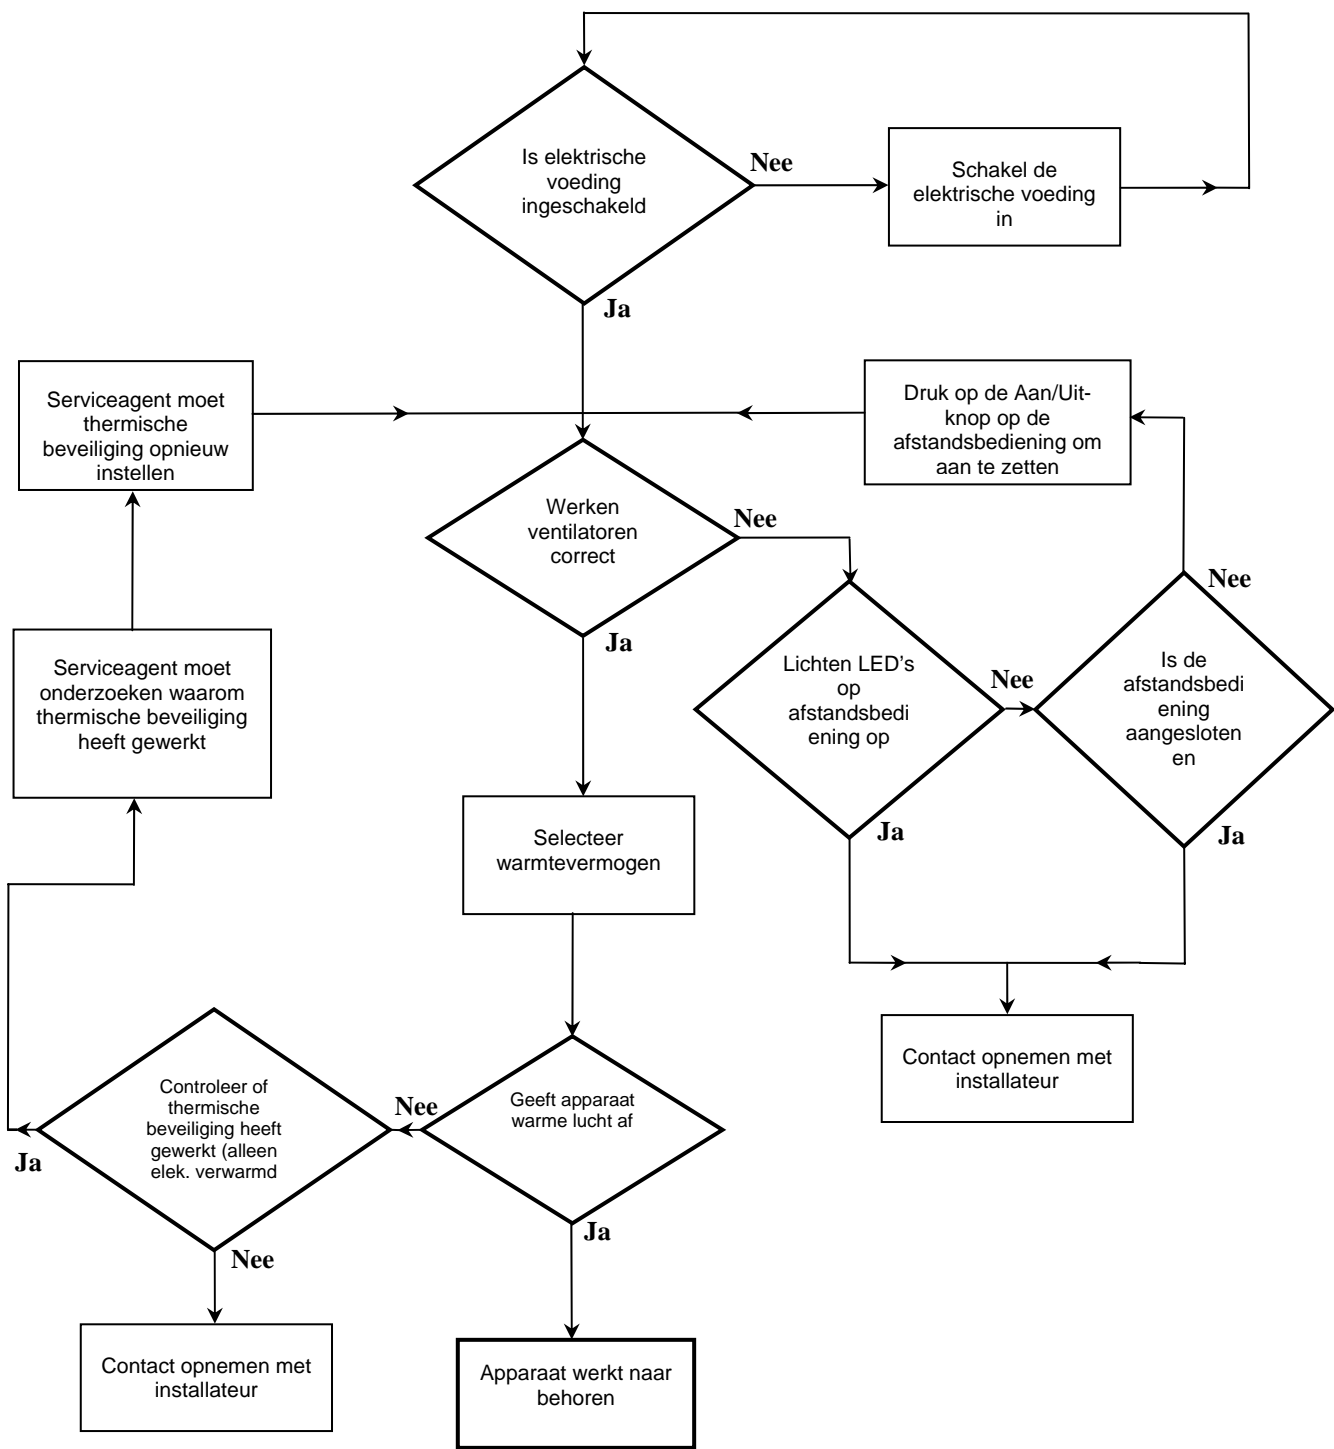 Is elektrische
voeding
ingeschakeld
Nee
Schakel de
elektrische voeding
in
Ja
Serviceagent moet
thermische
beveiliging opnieuw
instellen
Druk op de Aan/Uit-
knop op de
afstandsbediening om
aan te zetten
Werken
ventilatoren
correct
Nee
Ja
Nee
Serviceagent moet
onderzoeken waarom
thermische beveiliging
heeft gewerkt
Lichten LED's
op
afstandsbedi
ening op
Nee
Is de
afstandsbedi
ening
aangesloten
en
Ja
Ja
Selecteer
warmtevermogen
Contact opnemen met
installateur
Controleer of
thermische
beveiliging heeft
gewerkt (alleen
elek. verwarmd
Nee
Geeft apparaat
warme lucht af
Ja
Ja
Nee
Contact opnemen met
installateur
Apparaat werkt naar
behoren